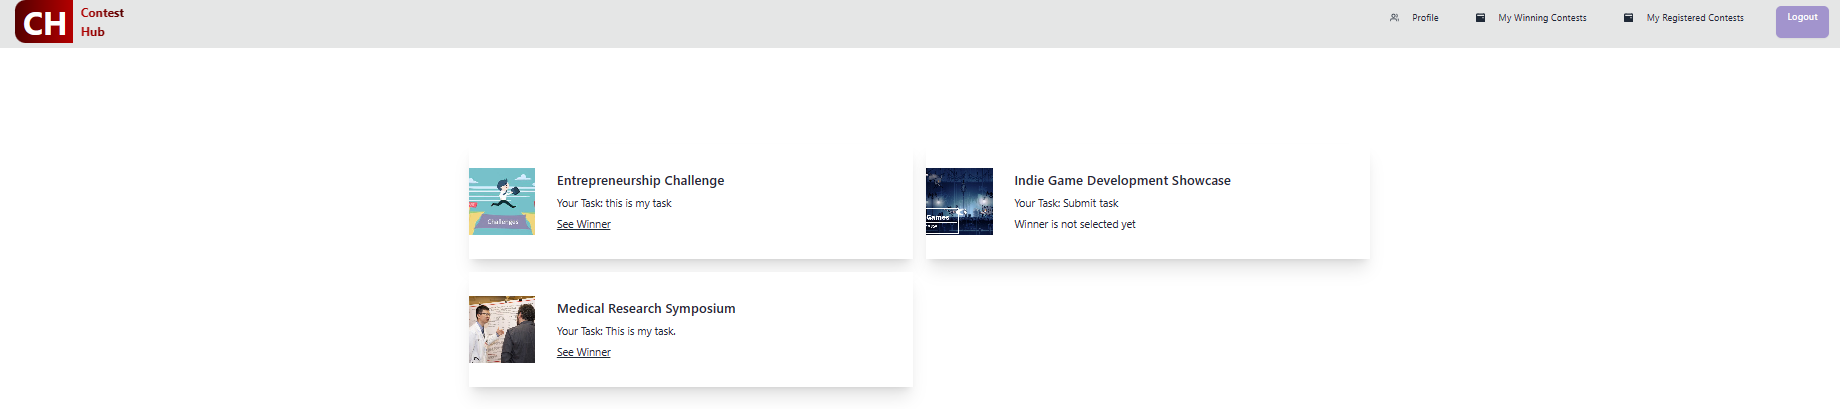 CH
Contest
Hub
Profile
My Winning Contests
My Registered Contests
Logout
Challenges
Entrepreneurship Challenge
Your Task: this is my task
See Winner
Games
Indie Game Development Showcase
Your Task: Submit task
Winner is not selected yet
Medical Research Symposium
Your Task: This is my task.
See Winner